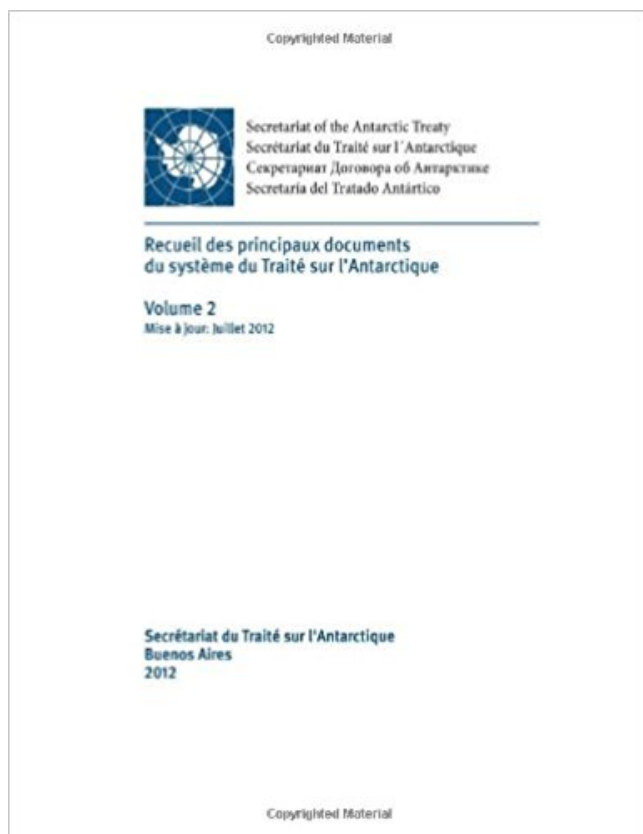 Copyrighted Material
Secretariat of the Antarctic Treaty
Secrétariat du Traité sur l´Antarctique
Секретариат Договора об Антарктике
Secretaría del Tratado Antártico
Recueil des principaux documents
du système du Traité sur l'Antarctique
Volume 2
Mise à jour: Juillet 2012
Secrétariat du Traité sur l'Antarctique
Buenos Aires
2012
Copyrighted Material